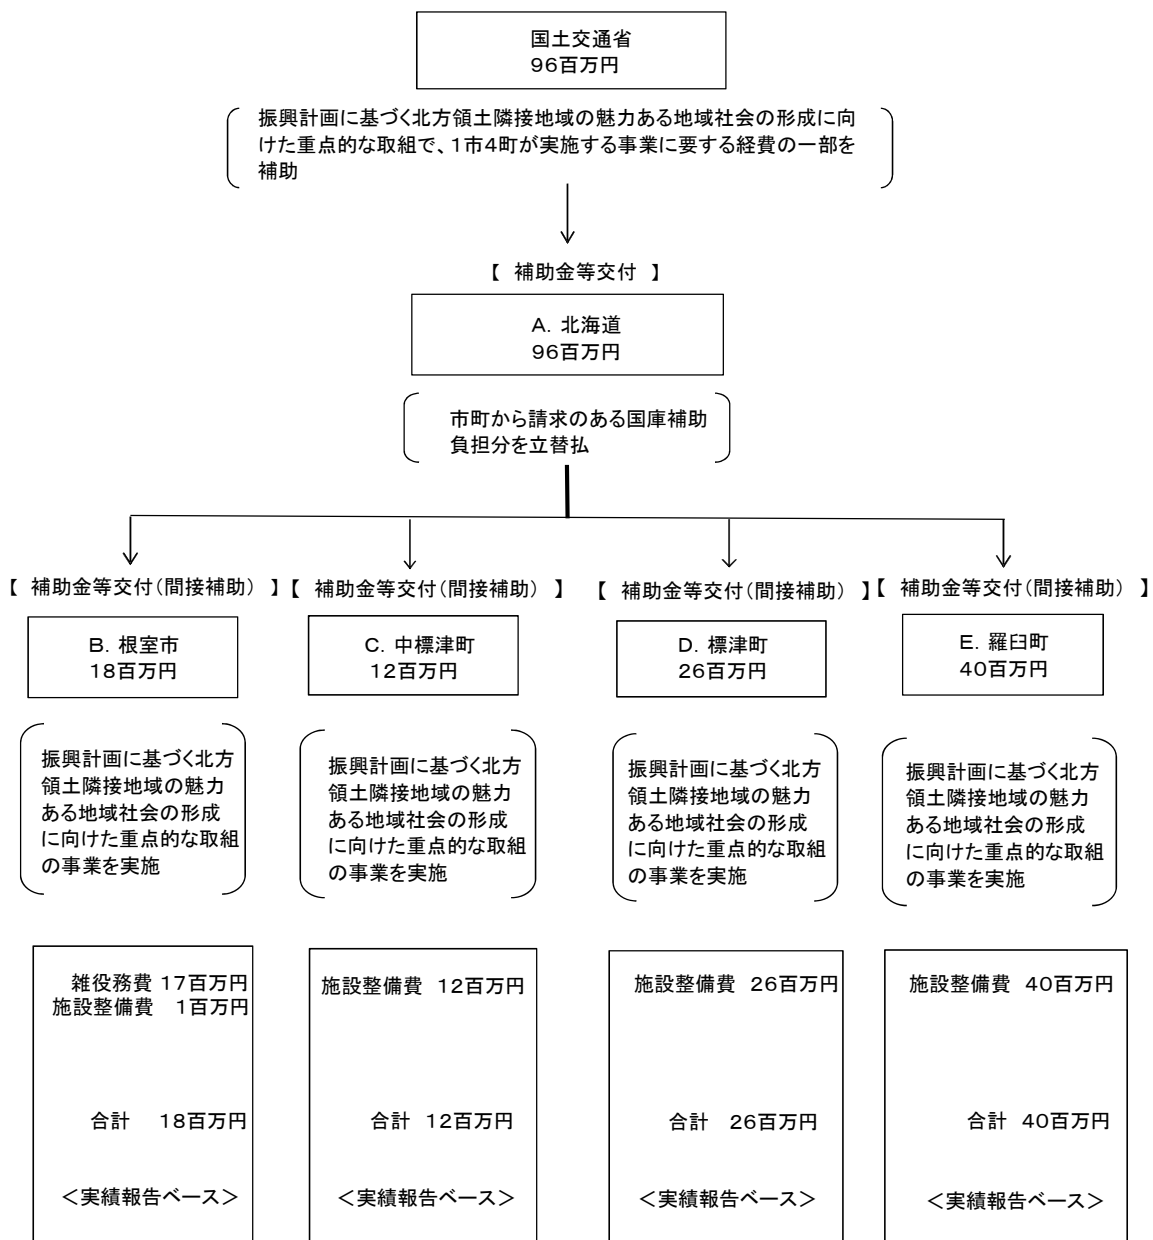 国土交通省
96百万円
振興計画に基づく北方領土隣接地域の魅力ある地域社会の形成に向
けた重点的な取組で、1市4町が実施する事業に要する経費の一部を
補助
【 補助金等交付 】
A. 北海道
96百万円
市町から請求のある国庫補助
負担分を立替払
【 補助金等交付(間接補助) 】
B. 根室市
18百万円
振興計画に基づく北方
領土隣接地域の魅力
ある地域社会の形成
に向けた重点的な取組
の事業を実施
雑役務費 17百万円
施設整備費 1百万円
合計 18百万円
<実績報告ベース>
【 補助金等交付(間接補助) 】
C. 中標津町
12百万円
振興計画に基づく北方
領土隣接地域の魅力
ある地域社会の形成
に向けた重点的な取組
の事業を実施
施設整備費 12百万円
合計 12百万円
<実績報告ベース>
【 補助金等交付(間接補助) 】
D. 標津町
26百万円
振興計画に基づく北方
領土隣接地域の魅力
ある地域社会の形成
に向けた重点的な取組
の事業を実施
施設整備費 26百万円
合計 26百万円
<実績報告ベース>
【 補助金等交付(間接補助) 】
E. 羅臼町
40百万円
振興計画に基づく北方
領土隣接地域の魅力
ある地域社会の形成
に向けた重点的な取組
の事業を実施
施設整備費 40百万円
合計 40百万円
<実績報告ベース>